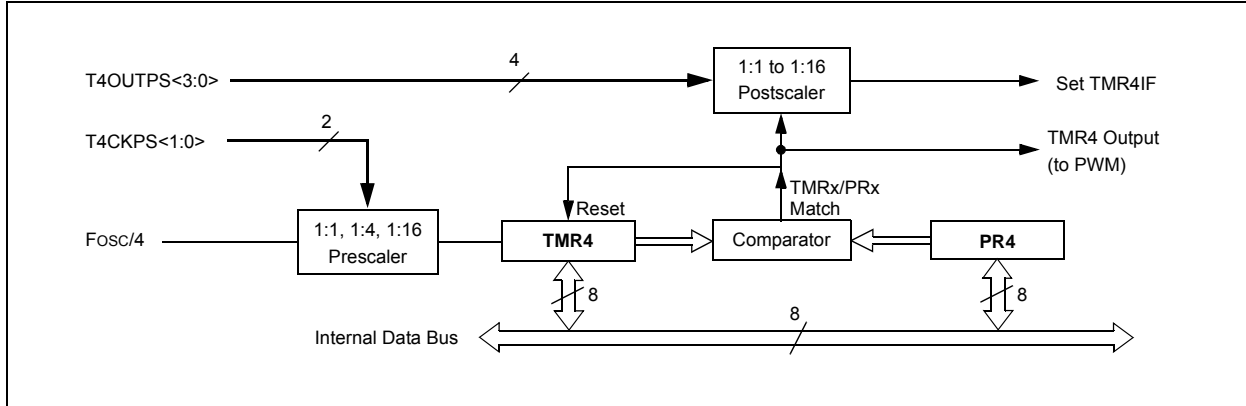 4
T4OUTPS<3:0>
1:1 to 1:16
Postscaler
Set TMR4IF
2
T4CKPS<1:0>
TMR4 Output
(to PWM)
TMRx/PRx
Match
Reset
FOSC/4
1:1, 1:4, 1:16
Prescaler
TMR4
Comparator
PR4
8
8
8
Internal Data Bus